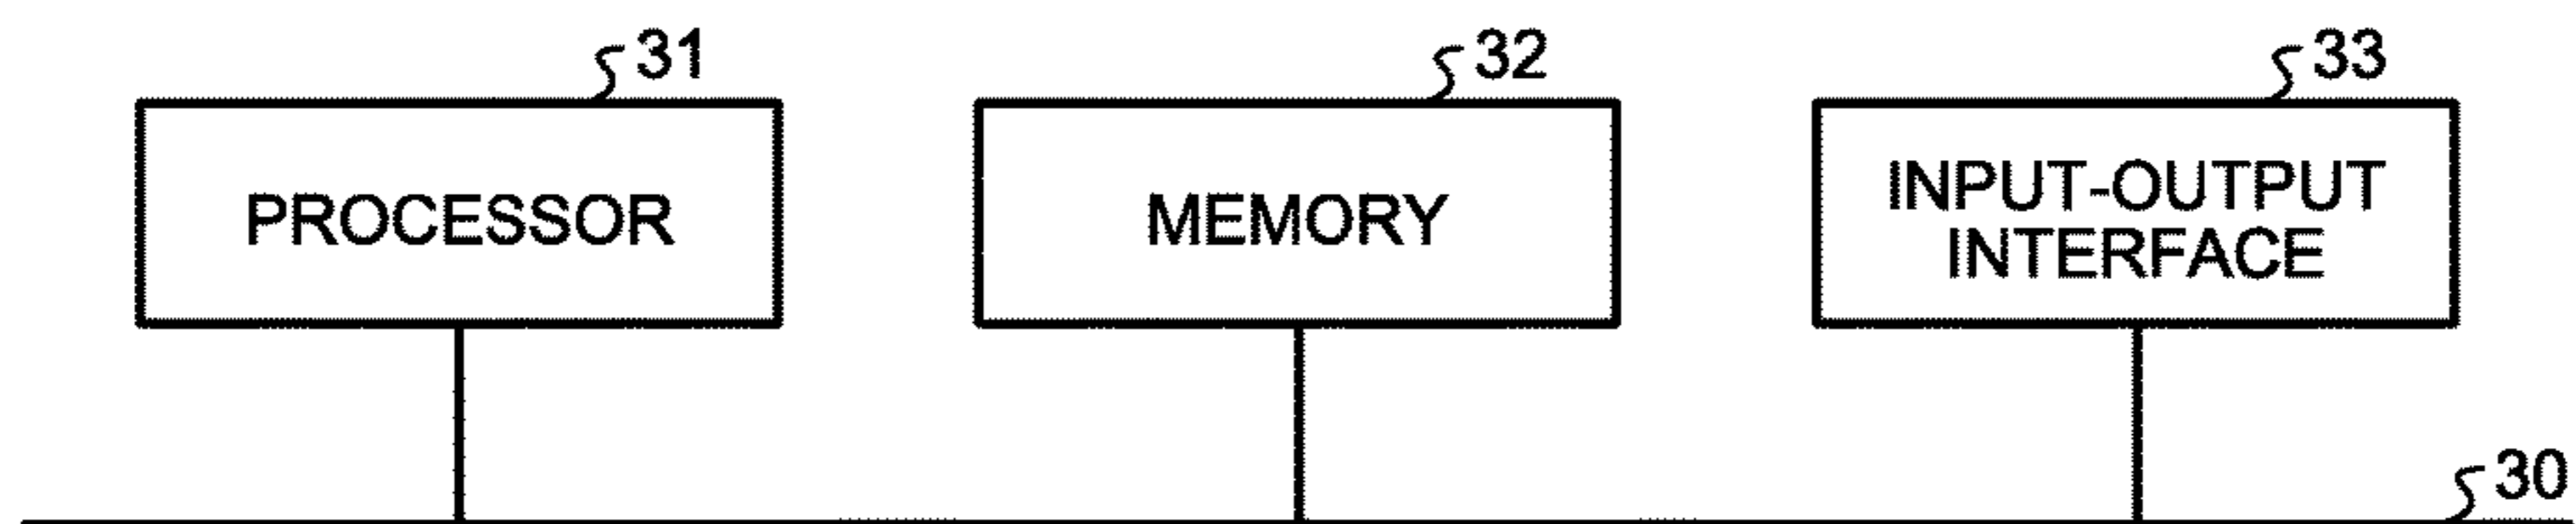 31
32
33
PROCESSOR
MEMORY
INPUT-OUTPUT
INTERFACE
30